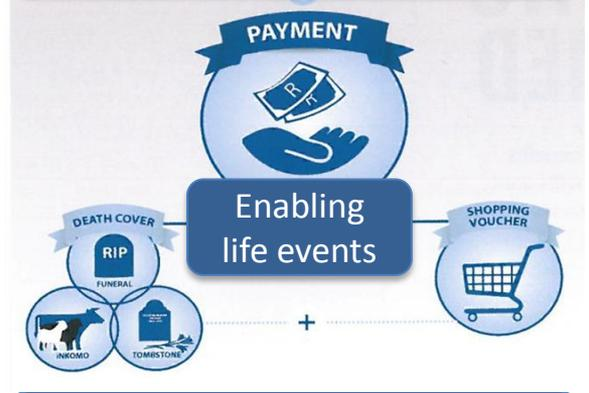 PAYMENT
R
Enabling
life events
DEATH COVER
SHOPPING
VOUCHER
RIP
FUNERAL
INKOMO
TOMBSTONE
+